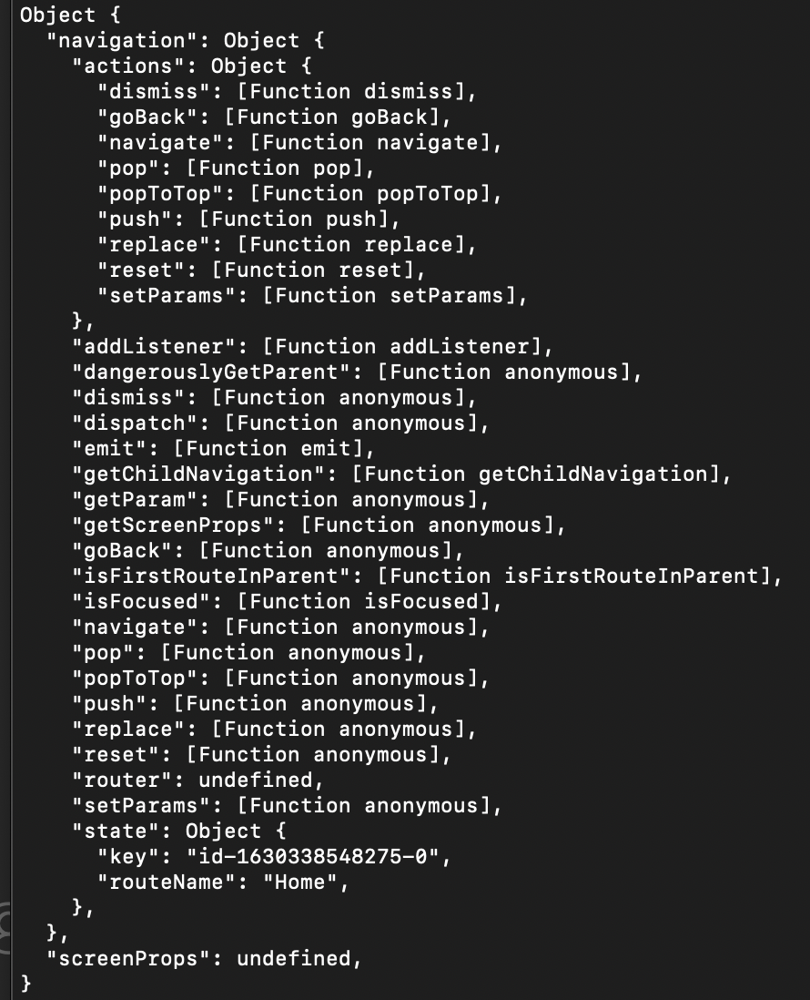 Object {
  "navigation": Object {
    "actions": Object {
      "dismiss": [Function dismiss],
      "goBack": [Function goBack],
      "navigate": [Function navigate],
      "pop": [Function pop],
      "popToTop": [Function popToTop],
      "push": [Function push],
      "replace": [Function replace],
      "reset": [Function reset],
      "setParams": [Function setParams],
    },
    "addListener": [Function addListener],
    "dangerouslyGetParent": [Function anonymous],
    "dismiss": [Function anonymous],
    "dispatch": [Function anonymous],
    "emit": [Function emit],
    "getChildNavigation": [Function getChildNavigation],
    "getParam": [Function anonymous],
    "getScreenProps": [Function anonymous],
    "goBack": [Function anonymous],
    "isFirstRouteInParent": [Function isFirstRouteInParent],
    "isFocused": [Function isFocused],
    "navigate": [Function anonymous],
    "pop": [Function anonymous],
    "popToTop": [Function anonymous],
    "push": [Function anonymous],
    "replace": [Function anonymous],
    "reset": [Function anonymous],
    "router": undefined,
    "setParams": [Function anonymous],
    "state": Object {
      "key": "id-1630338548275-0",
      "routeName": "Home",
    },
  },
  "screenProps": undefined,
}